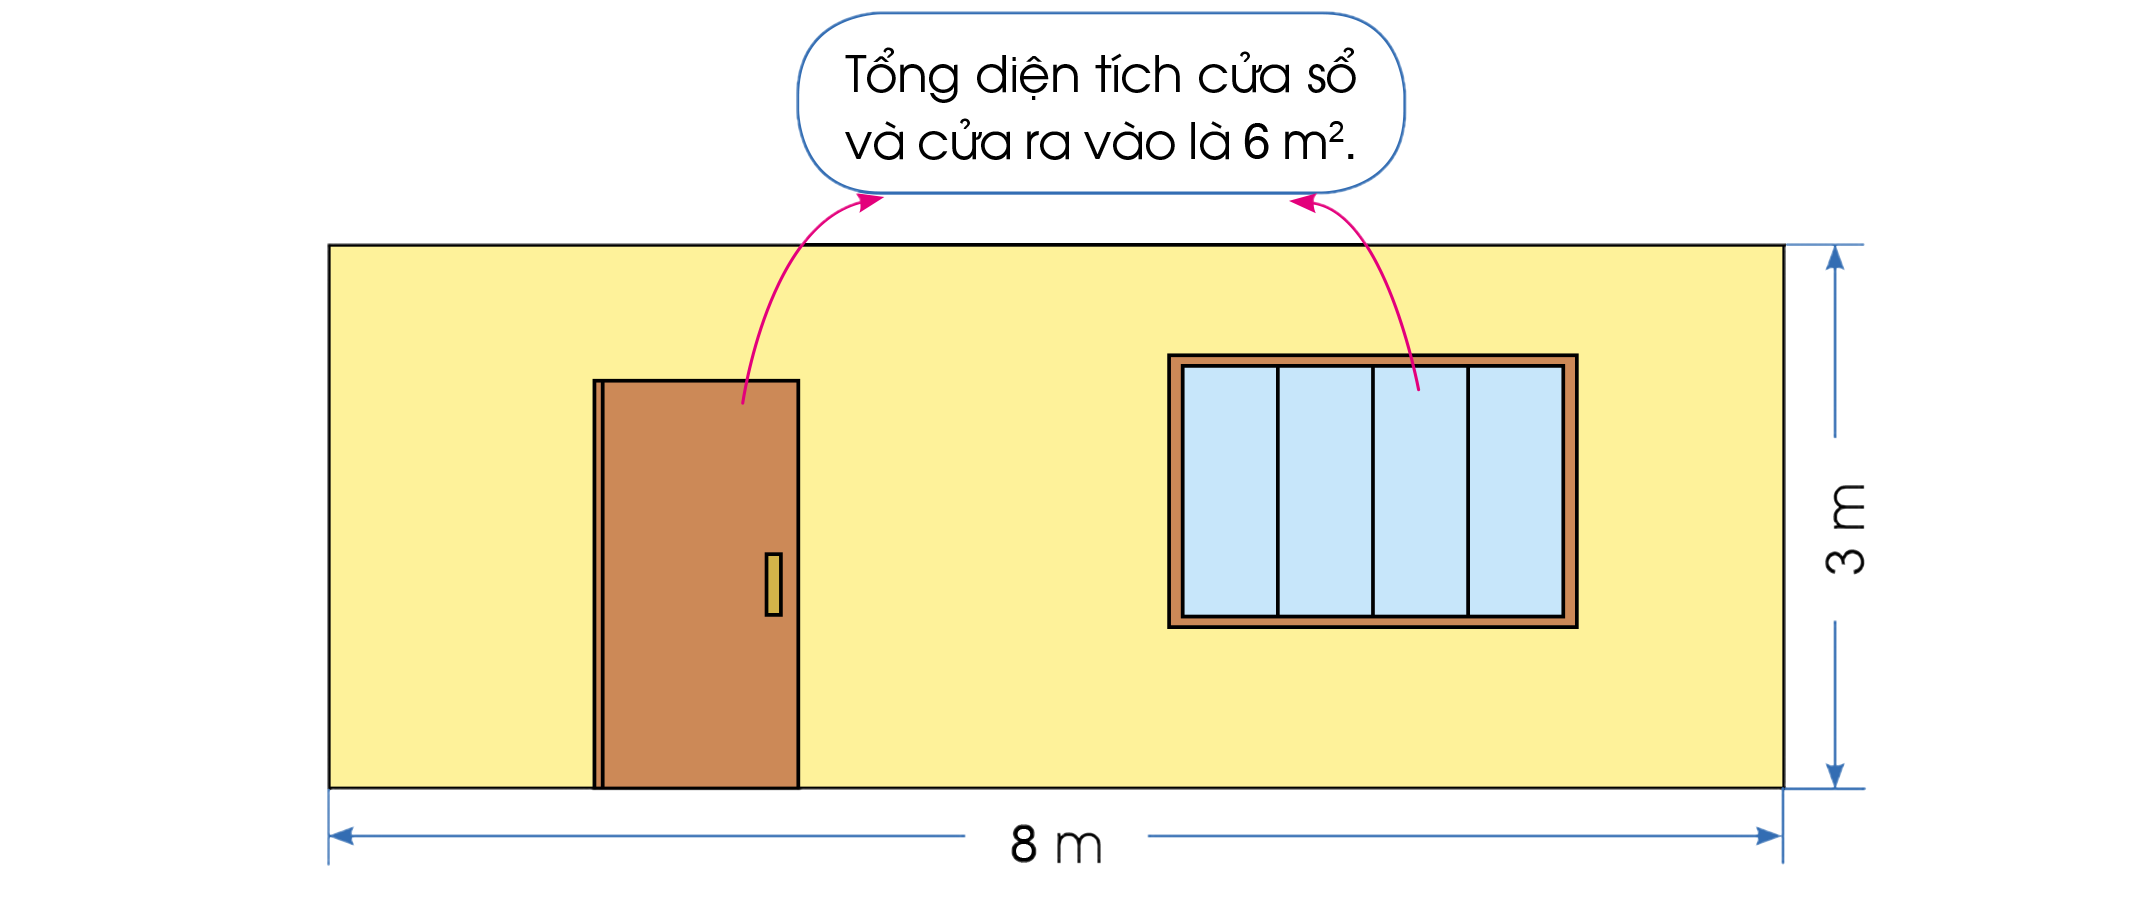 Tổng diện tích cửa sổ
và cửa ra vào là 6 m².
3 m
8 m